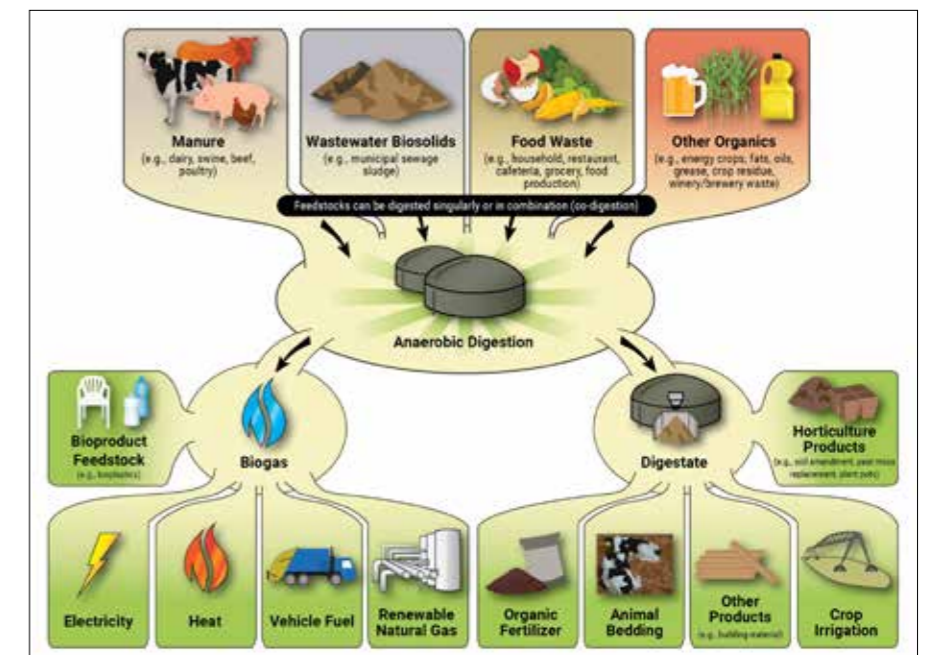 Manure
(e.g., dairy, swine, beef,
poultry)
Wastewater Biosolids
(e.g., municipal sewage
sludge)
Food Waste
(e.g., household, restaurant,
cafeteria, grocery, food
production)
Other Organics
(e.g., energy crops, fats, oils,
grease, crop residue,
winery/brewery waste)
Feedstocks can be digested singularly or in combination (co-digestion)
Anaerobic Digestion
Bioproduct
Feedstock
(e.g., bioplastics)
Biogas
Digestate
Horticulture
Products
(e.g., soil amendment, peat moss
replacement, plant pots)
Electricity
Heat
Vehicle Fuel
Renewable
Natural Gas
Organic
Fertilizer
Animal
Bedding
Other
Products
(e.g., building material)
Crop
Irrigation